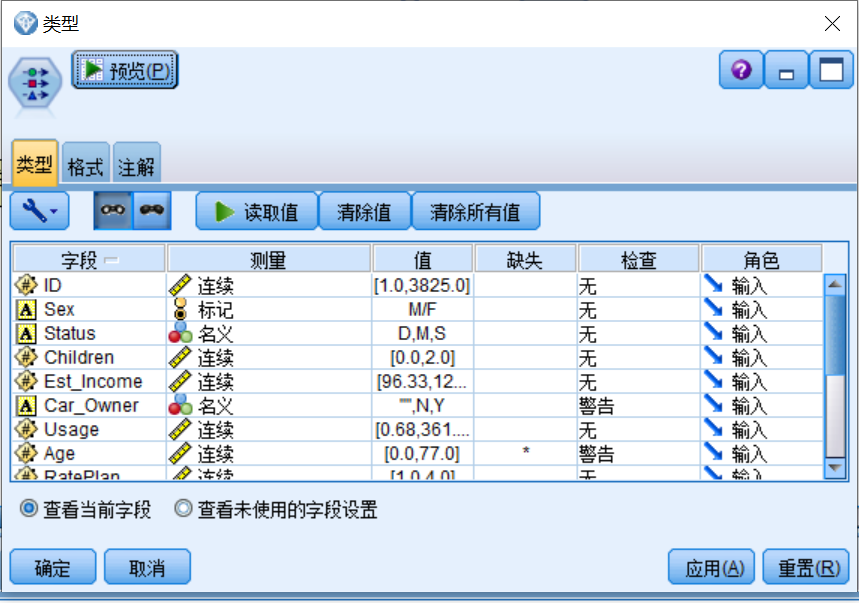 类型
预览(P)
类型 格式 注解
读取值 清除值 清除所有值
字段 测量 值 缺失 检查 角色
ID 连续 [1.0,3825.0] 无 输入
Sex 标记 M/F 无 输入
Status 名义 D,M,S 无 输入
Children 连续 [0.0,2.0] 无 输入
Est_Income 连续 [96.33,12... 无 输入
Car_Owner 名义 "",N,Y 警告 输入
Usage 连续 [0.68,361.... 无 输入
Age 连续 [0.0,77.0] * 警告 输入
RatePlan 连续 [1.0,4.0] 无 输入
查看当前字段 查看未使用的字段设置
确定 取消 应用(A) 重置(R)